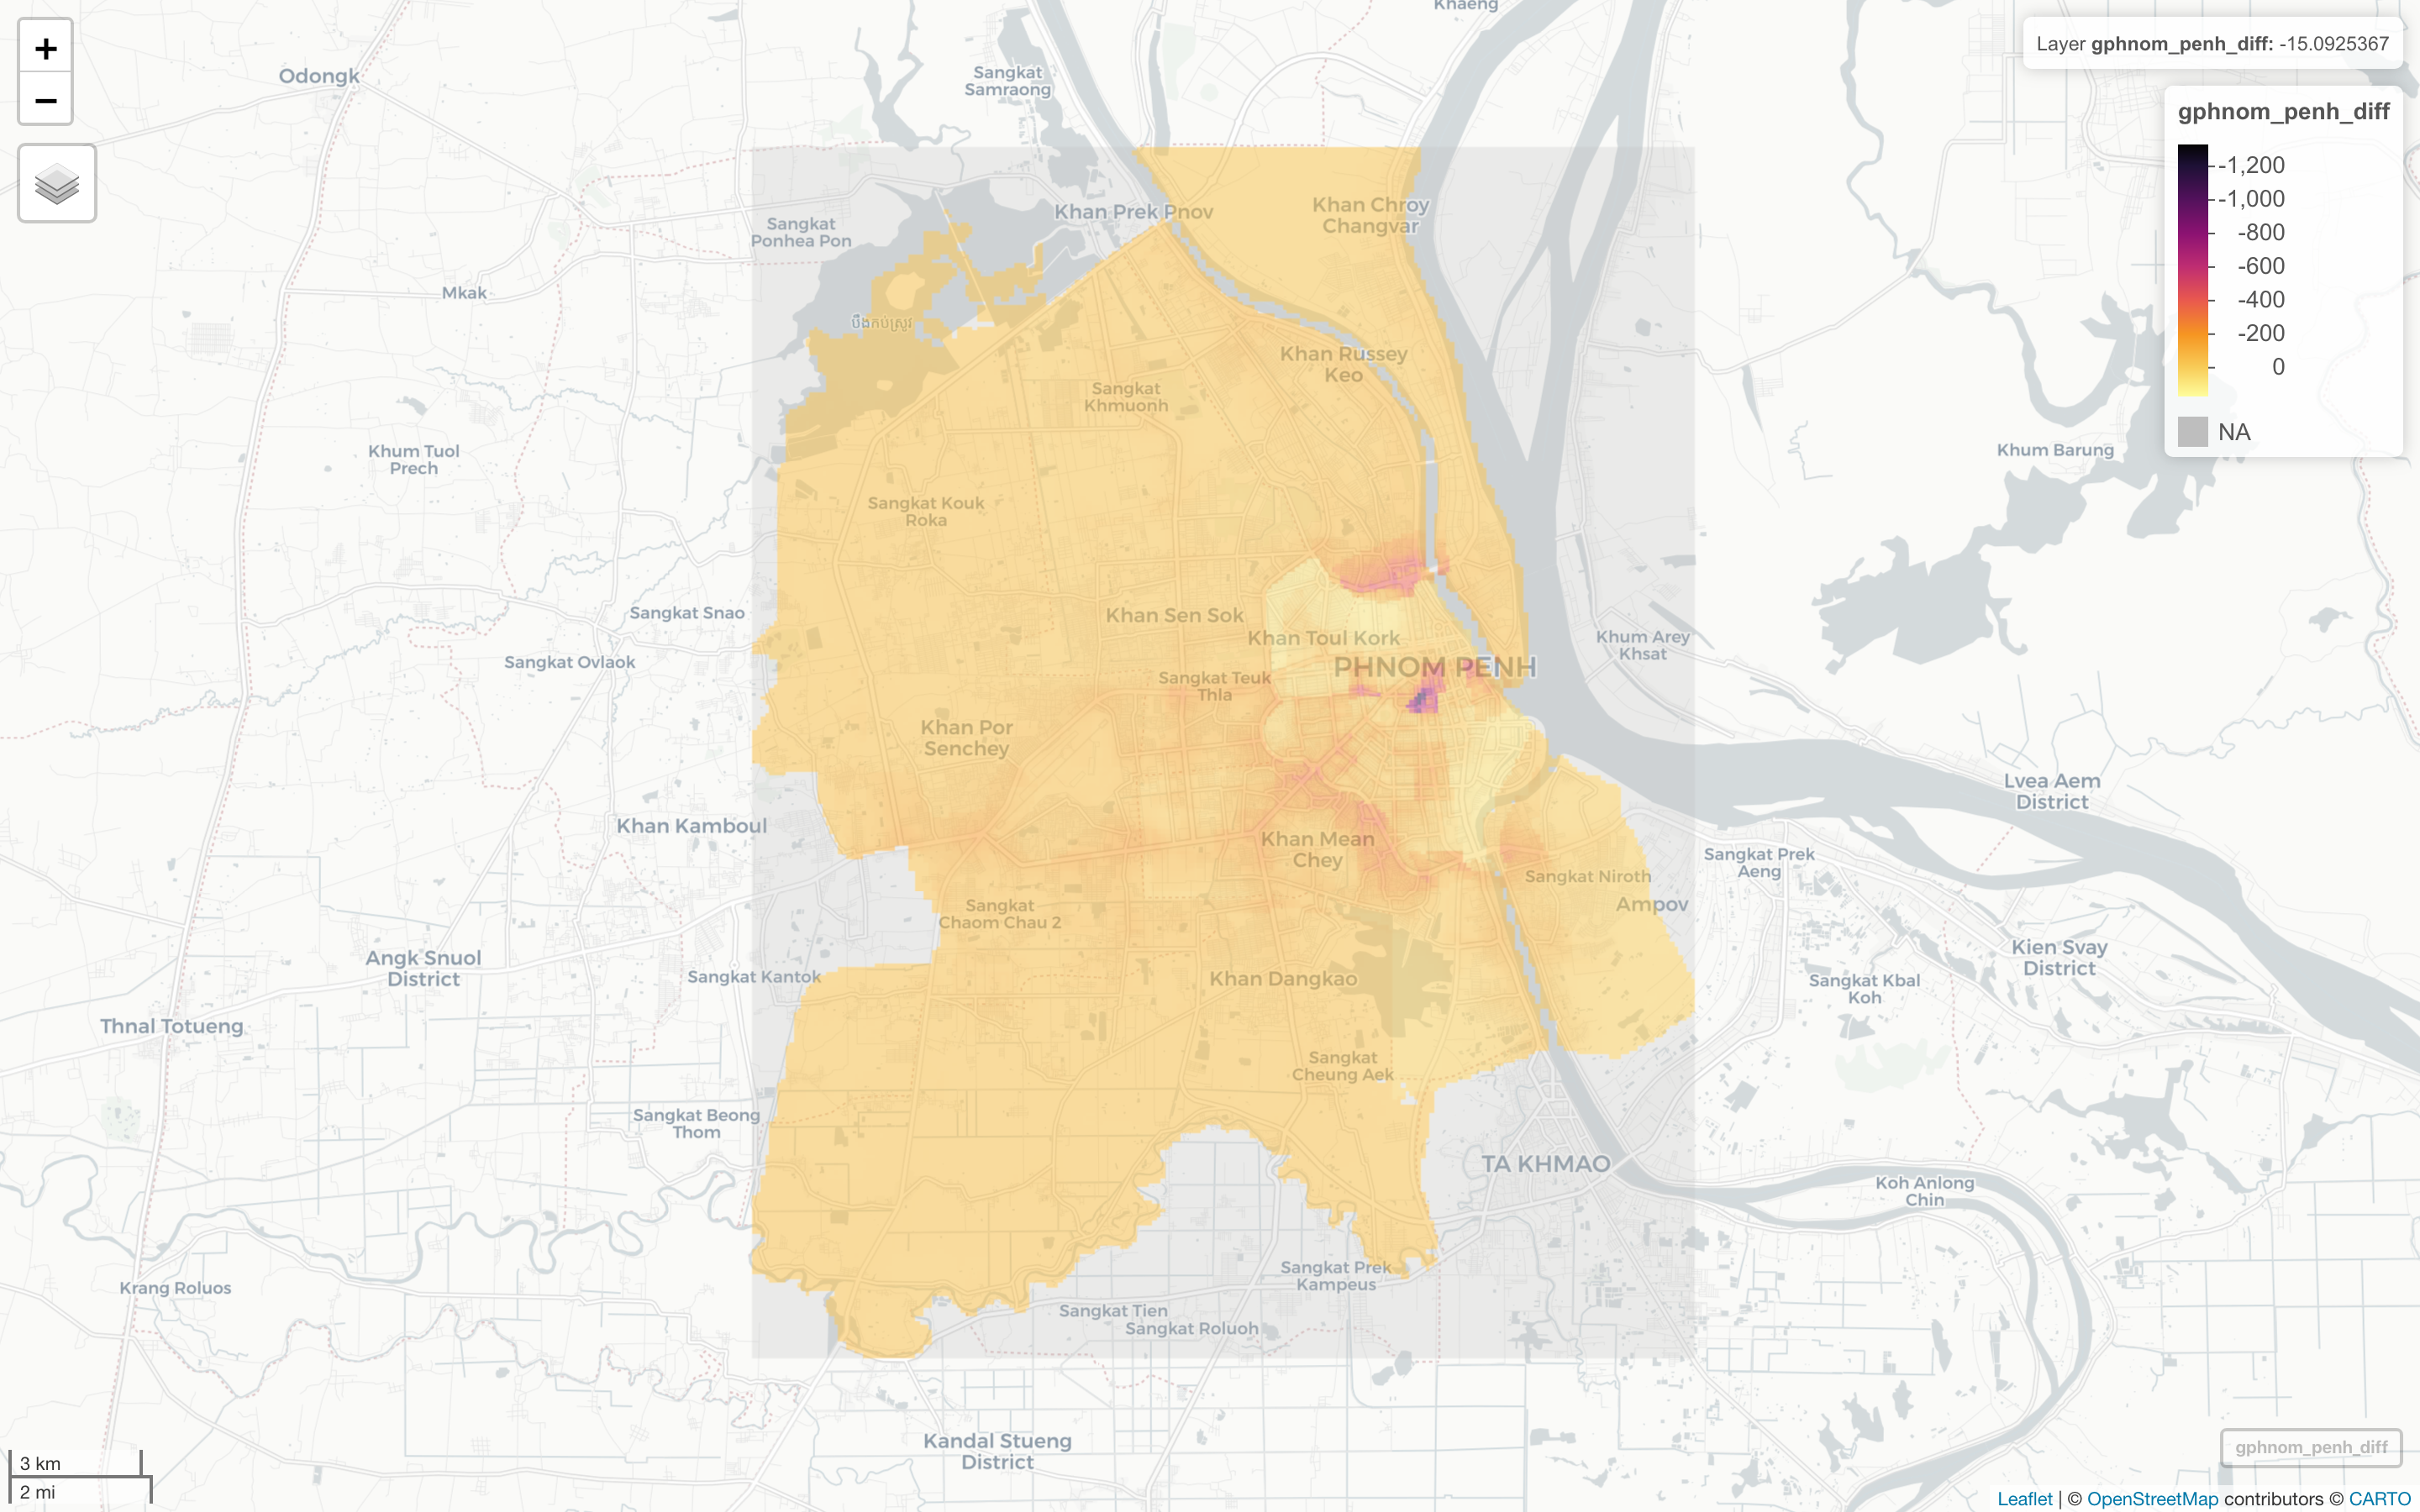 +
−
Layer gphnom_penh_diff: -15.0925367
gphnom_penh_diff
-1,200
-1,000
-800
-600
-400
-200
0
NA
Khaeng
Odongk
Sangkat
Samraong
Khan Prek Pnov
Khan Chroy
Changvar
Sangkat
Ponhea Pon
Mkak
បឹងកប់ស្រូវ
Khan Russey
Keo
Sangkat
Khmuonh
Khum Tuol
Prech
Khum Barung
Sangkat Kouk
Roka
Sangkat Snao
Khan Sen Sok
Khan Toul Kork
Khum Arey
Khsat
Sangkat Ovlaok
PHNOM PENH
Sangkat Teuk
Thla
Khan Por
Senchey
Lvea Aem
District
Khan Kamboul
Khan Mean
Chey
Sangkat Prek
Aeng
Sangkat Niroth
Ampov
Sangkat
Chaom Chau 2
Angk Snuol
District
Sangkat Kantok
Khan Dangkao
Kien Svay
District
Sangkat Kbal
Koh
Thnal Totueng
Sangkat
Cheung Aek
Sangkat Beong
Thom
TA KHMAO
Koh Anlong
Chin
Krang Roluos
Sangkat Prek
Kampeus
Sangkat Tien
Sangkat Roluoh
Kandal Stueng
District
gphnom_penh_diff
3 km
2 mi
Leaflet | © OpenStreetMap contributors © CARTO